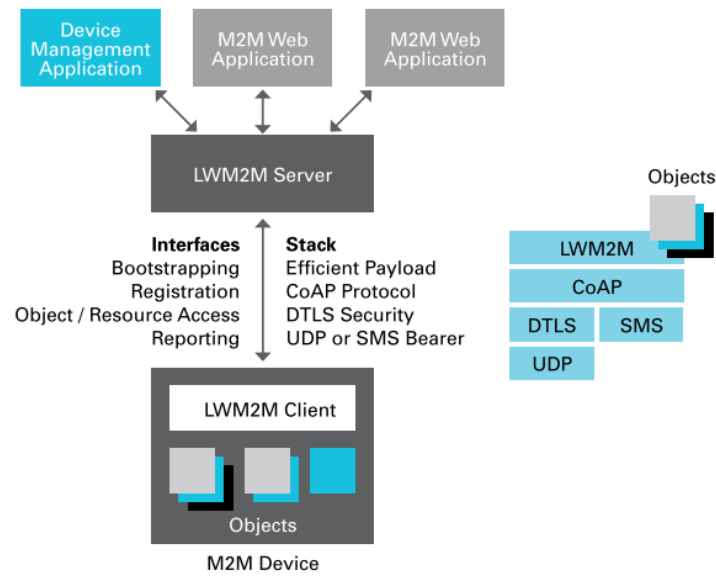 Device
Management
Application
M2M Web
Application
M2M Web
Application
LWM2M Server
Interfaces
Bootstrapping
Registration
Object / Resource Access
Reporting
Stack
Efficient Payload
CoAP Protocol
DTLS Security
UDP or SMS Bearer
LWM2M Client
Objects
M2M Device
Objects
LWM2M
CoAP
DTLS
SMS
UDP